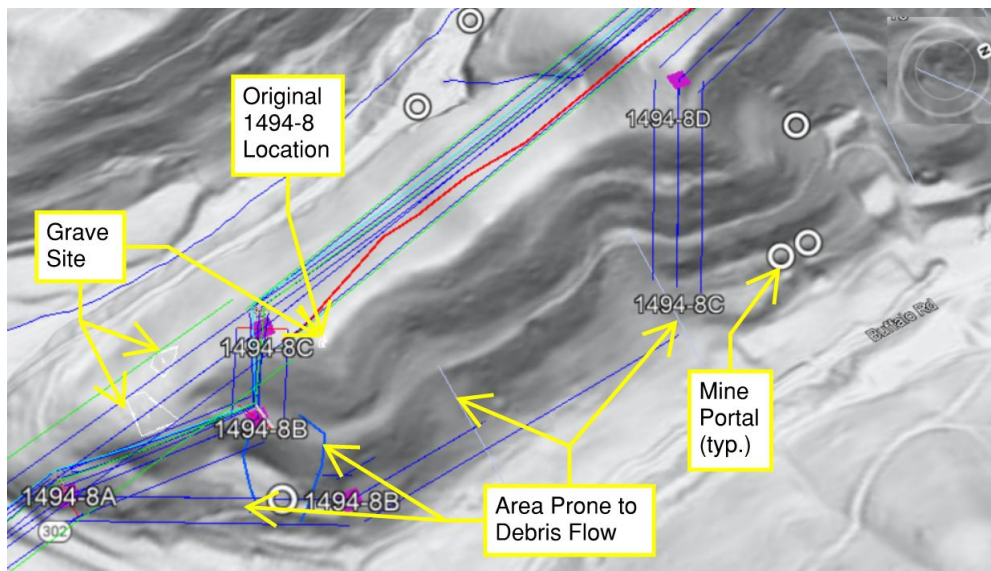 N
Original
1494-8
Location
1494-8D
Grave
Site
1494-8C
1494-8C
Buffalo Rd
Mine
Portal
(typ.)
1494-8B
1494-8A
1494-8B
302
Area Prone to
Debris Flow